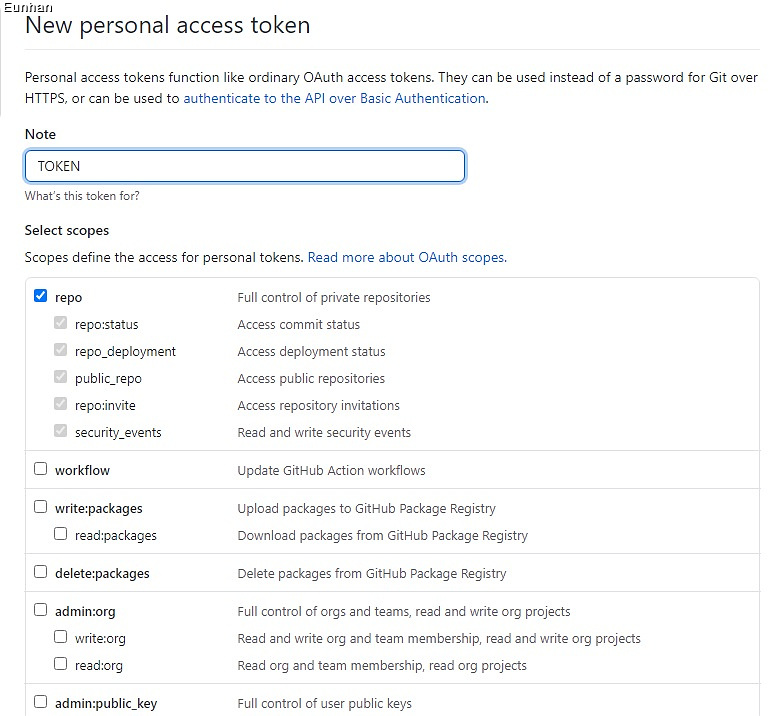 Eunhan
New personal access token
Personal access tokens function like ordinary OAuth access tokens. They can be used instead of a password for Git over
HTTPS, or can be used to authenticate to the API over Basic Authentication.
Note
TOKEN
What's this token for?
Select scopes
Scopes define the access for personal tokens. Read more about OAuth scopes.
repo Full control of private repositories
repo:status Access commit status
repo_deployment Access deployment status
public_repo Access public repositories
repo:invite Access repository invitations
security_events Read and write security events
workflow Update GitHub Action workflows
write:packages Upload packages to GitHub Package Registry
read:packages Download packages from GitHub Package Registry
delete:packages Delete packages from GitHub Package Registry
admin:org Full control of orgs and teams, read and write org projects
write:org Read and write org and team membership, read and write org projects
read:org Read org and team membership, read org projects
admin:public_key Full control of user public keys